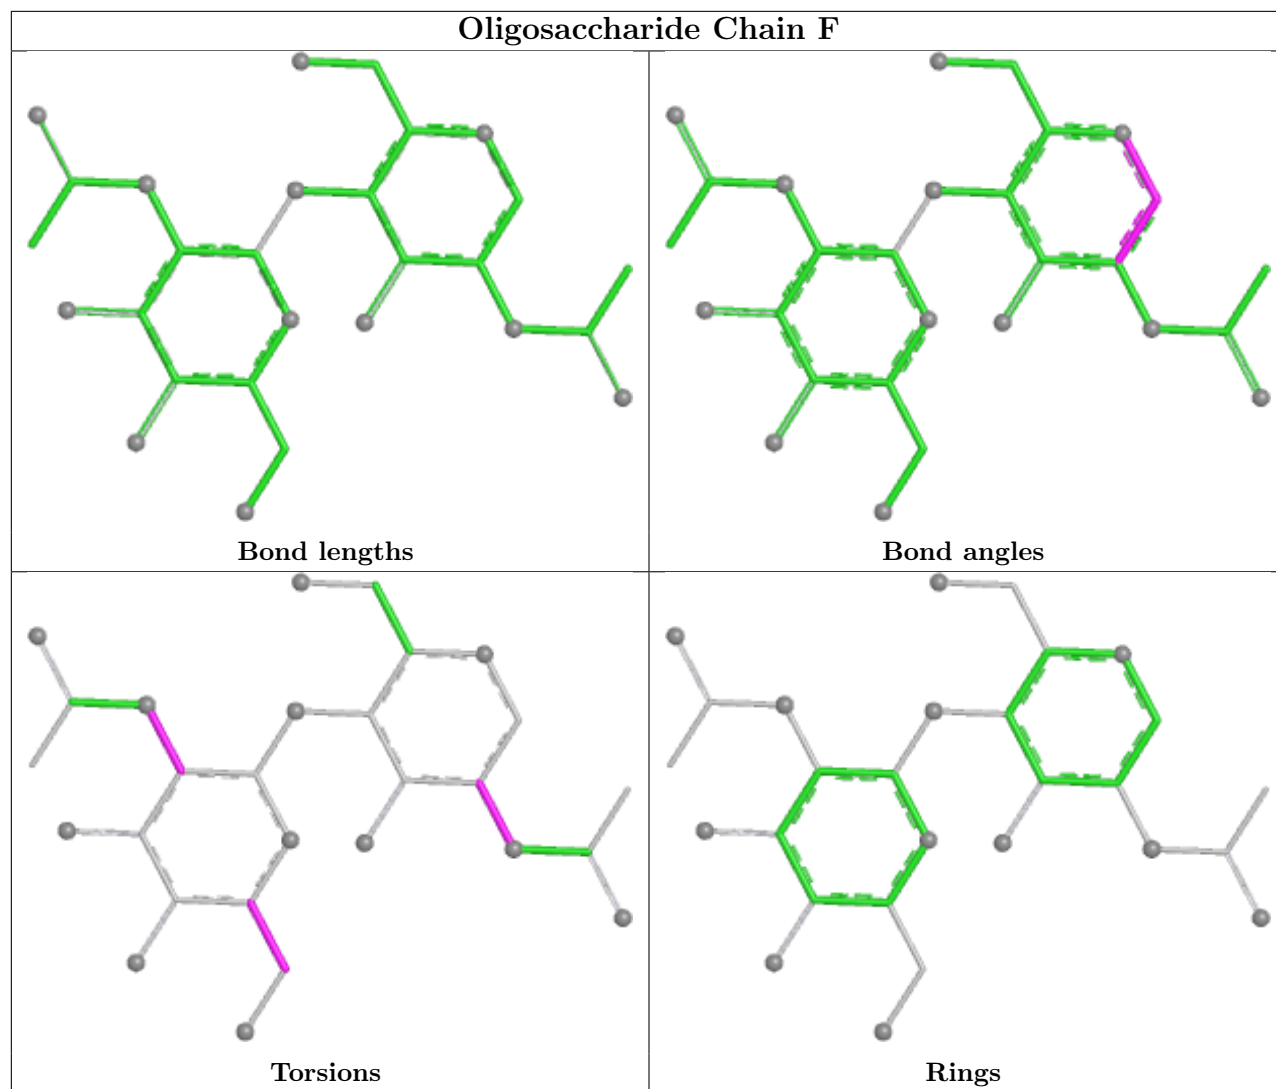 Oligosaccharide Chain F
Bond lengths
Bond angles
Torsions
Rings